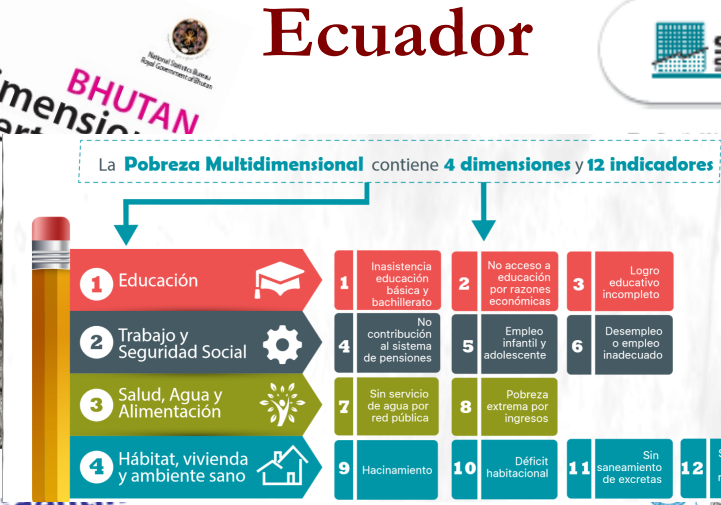 Ecuador
National Statistics Bureau
Royal Government of Bhutan
BHUTAN
La Pobreza Multidimensional contiene 4 dimensiones y 12 indicadores
1 Educación
1
Inasistencia
educación
básica y
bachillerato
2
No acceso a
educación
por razones
económicas
3
Logro
educativo
incompleto
2 Trabajo y
Seguridad Social
4
No
contribución
al sistema
de pensiones
5
Empleo
infantil y
adolescente
6
Desempleo
o empleo
inadecuado
3 Salud, Agua y
Alimentación
7
Sin servicio
de agua por
red pública
8
Pobreza
extrema por
ingresos
4 Hábitat, vivienda
y ambiente sano
9
Hacinamiento
10
Déficit
habitacional
11
Sin
saneamiento
de excretas
12